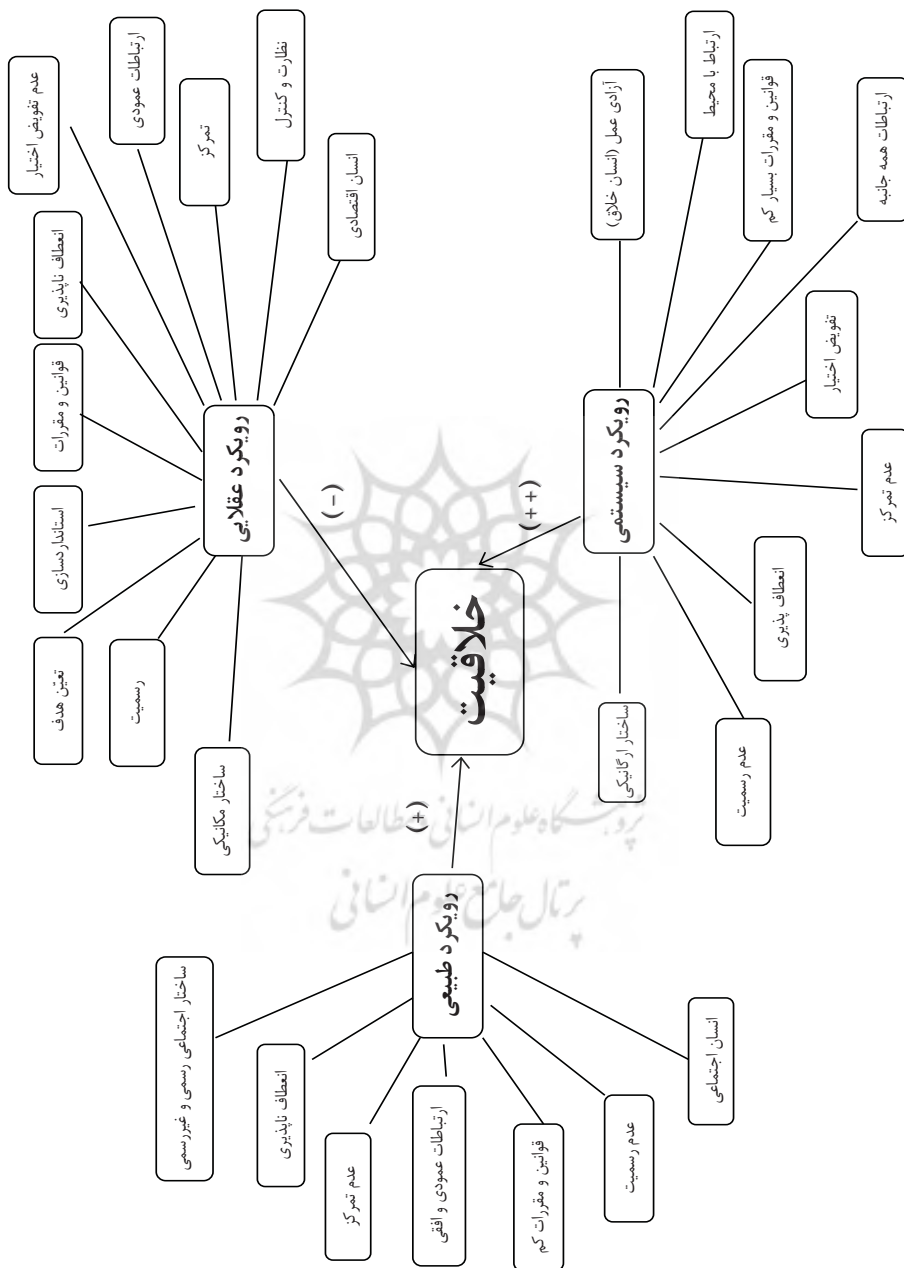 انسان اقتصادی
نظارت و کنترل
تمرکز
ارتباطات عمودی
عدم تفویض اختیار
انعطاف ناپذیری
قوانین و مقررات
استانداردسازی
تعیّن هدف
رسمیت
ساختار مکانیکی
رویکرد عقلایی
(-)
آزادی عمل (انسان خلاق)
ارتباط با محیط
قوانین و مقررات بسیار کم
ارتباطات همه جانبه
تفویض اختیار
عدم تمرکز
انعطاف پذیری
عدم رسمیت
ساختار ارگانیکی
رویکرد سیستمی
(++)
خلاقیت
(+)
رویکرد طبیعی
ساختار اجتماعی رسمی و غیررسمی
انعطاف ناپذیری
عدم تمرکز
ارتباطات عمودی و افقی
قوانین و مقررات کم
عدم رسمیت
انسان اجتماعی
پژوهشگاه علوم انسانی و مطالعات فرهنگی
پرتال جامع علوم انسانی